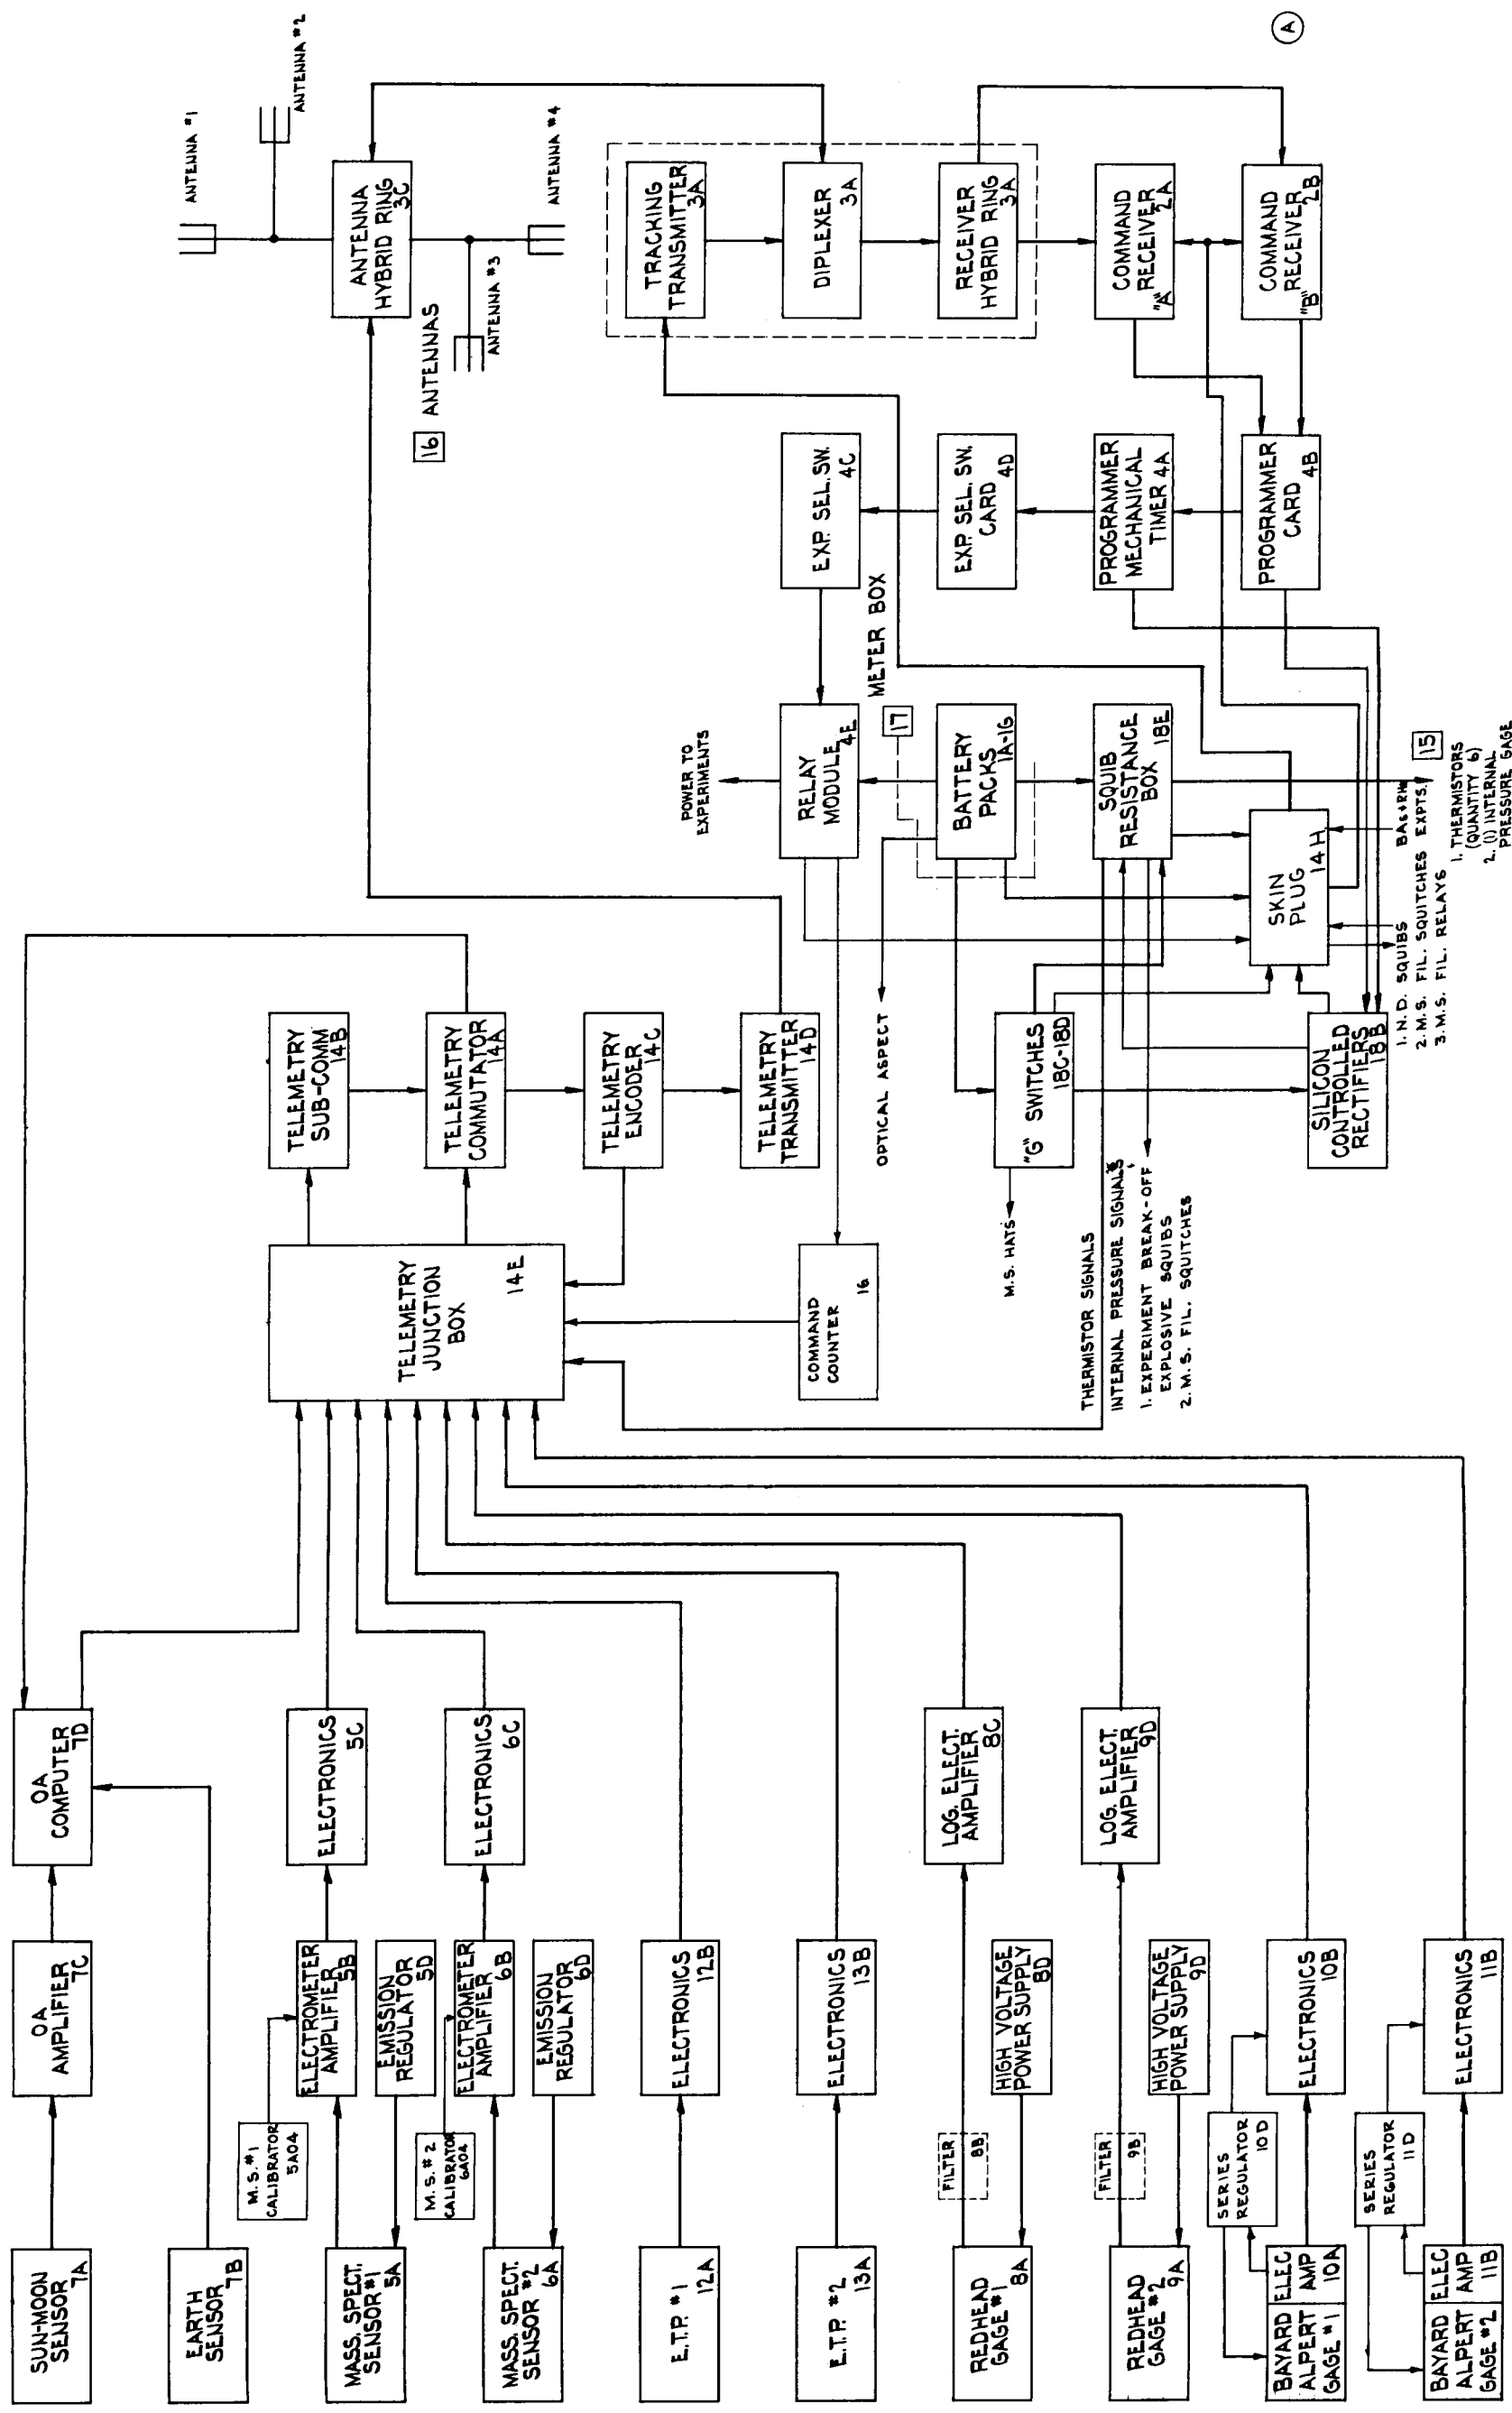 SUN-MOON
SENSOR
7A
OA
AMPLIFIER
7C
OA
COMPUTER
7D
EARTH
SENSOR
7B
M.S.#1
CALIBRATOR
5A04
MASS. SPECT.
SENSOR #1
5A
ELECTROMETER
AMPLIFIER
5B
EMISSION
REGULATOR
5D
ELECTRONICS
5C
M.S.#2
CALIBRATOR
6A04
MASS. SPECT.
SENSOR #2
6A
ELECTROMETER
AMPLIFIER
6B
EMISSION
REGULATOR
6D
ELECTRONICS
6C
E.T.P. #1
12A
ELECTRONICS
12B
E.T.P. #2
13A
ELECTRONICS
13B
REDHEAD
GAGE #1
8A
FILTER
8B
HIGH VOLTAGE
POWER SUPPLY
8D
LOG. ELECT.
AMPLIFIER
8C
REDHEAD
GAGE #2
9A
FILTER
9B
HIGH VOLTAGE
POWER SUPPLY
9D
LOG. ELECT.
AMPLIFIER
9D
SERIES
REGULATOR
10D
BAYARD
ALPERT
GAGE #1
ELEC
AMP
10A
ELECTRONICS
10B
SERIES
REGULATOR
11D
BAYARD
ALPERT
GAGE #2
ELEC
AMP
11B
ELECTRONICS
11B
TELEMETRY
JUNCTION
BOX
14E
TELEMETRY
SUB-COMM
14B
TELEMETRY
COMMUTATOR
14A
TELEMETRY
ENCODER
14C
TELEMETRY
TRANSMITTER
14D
COMMAND
COUNTER
16
THERMISTOR SIGNALS
INTERNAL PRESSURE SIGNALS
1. EXPERIMENT BREAK-OFF
EXPLOSIVE SQUIBS
2. M.S. FIL. SQUITCHES
M.S. HATS
"G" SWITCHES
18C-18D
SILICON
CONTROLLED
RECTIFIERS
18B
OPTICAL ASPECT
POWER TO
EXPERIMENTS
RELAY
MODULE
4E
17
METER BOX
BATTERY
PACKS
1A-1G
SQUIB
RESISTANCE
BOX
18E
SKIN
PLUG
14H
1. N.D. SQUIBS
2. M.S. FIL. SQUITCHES
3. M.S. FIL. RELAYS
EXPTS.
15
1. THERMISTORS
(QUANTITY 6)
2. (1) INTERNAL
PRESSURE GAGE
EXP. SEL. SW.
4C
EXP. SEL. SW.
CARD
4D
PROGRAMMER
MECHANICAL
TIMER 4A
PROGRAMMER
CARD
4B
16
ANTENNAS
ANTENNA #1
ANTENNA #2
ANTENNA #3
ANTENNA #4
ANTENNA
HYBRID RING
3C
TRACKING
TRANSMITTER
3A
DIPLEXER
3A
RECEIVER
HYBRID RING
3A
COMMAND
RECEIVER
"A" 2A
COMMAND
RECEIVER
"B" 2B
A